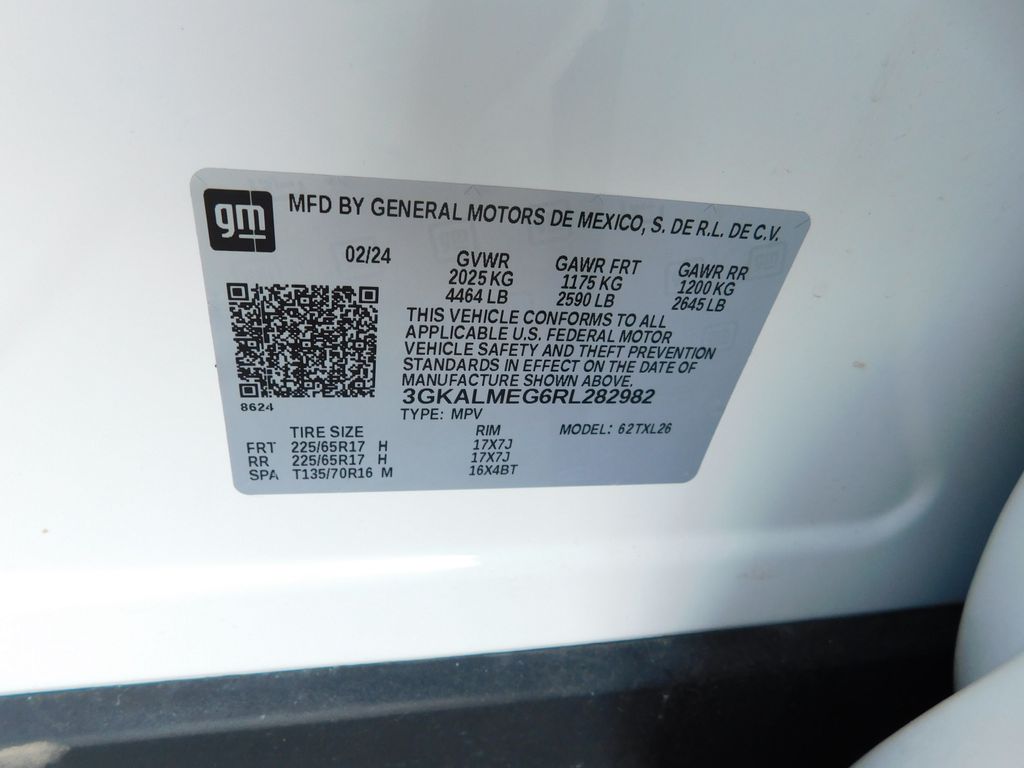 gm
MFD BY GENERAL MOTORS DE MEXICO, S. DE R.L. DE C.V.
02/24
GVWR GAWR FRT GAWR RR
2025 KG 1175 KG 1200 KG
4464 LB 2590 LB 2645 LB
THIS VEHICLE CONFORMS TO ALL
APPLICABLE U.S. FEDERAL MOTOR
VEHICLE SAFETY AND THEFT PREVENTION
STANDARDS IN EFFECT ON THE DATE OF
MANUFACTURE SHOWN ABOVE.
3GKALMEG6RL282982
8624
TYPE: MPV
TIRE SIZE RIM MODEL: 62TXL26
FRT 225/65R17 H 17X7J
RR 225/65R17 H 17X7J
SPA T135/70R16 M 16X4BT